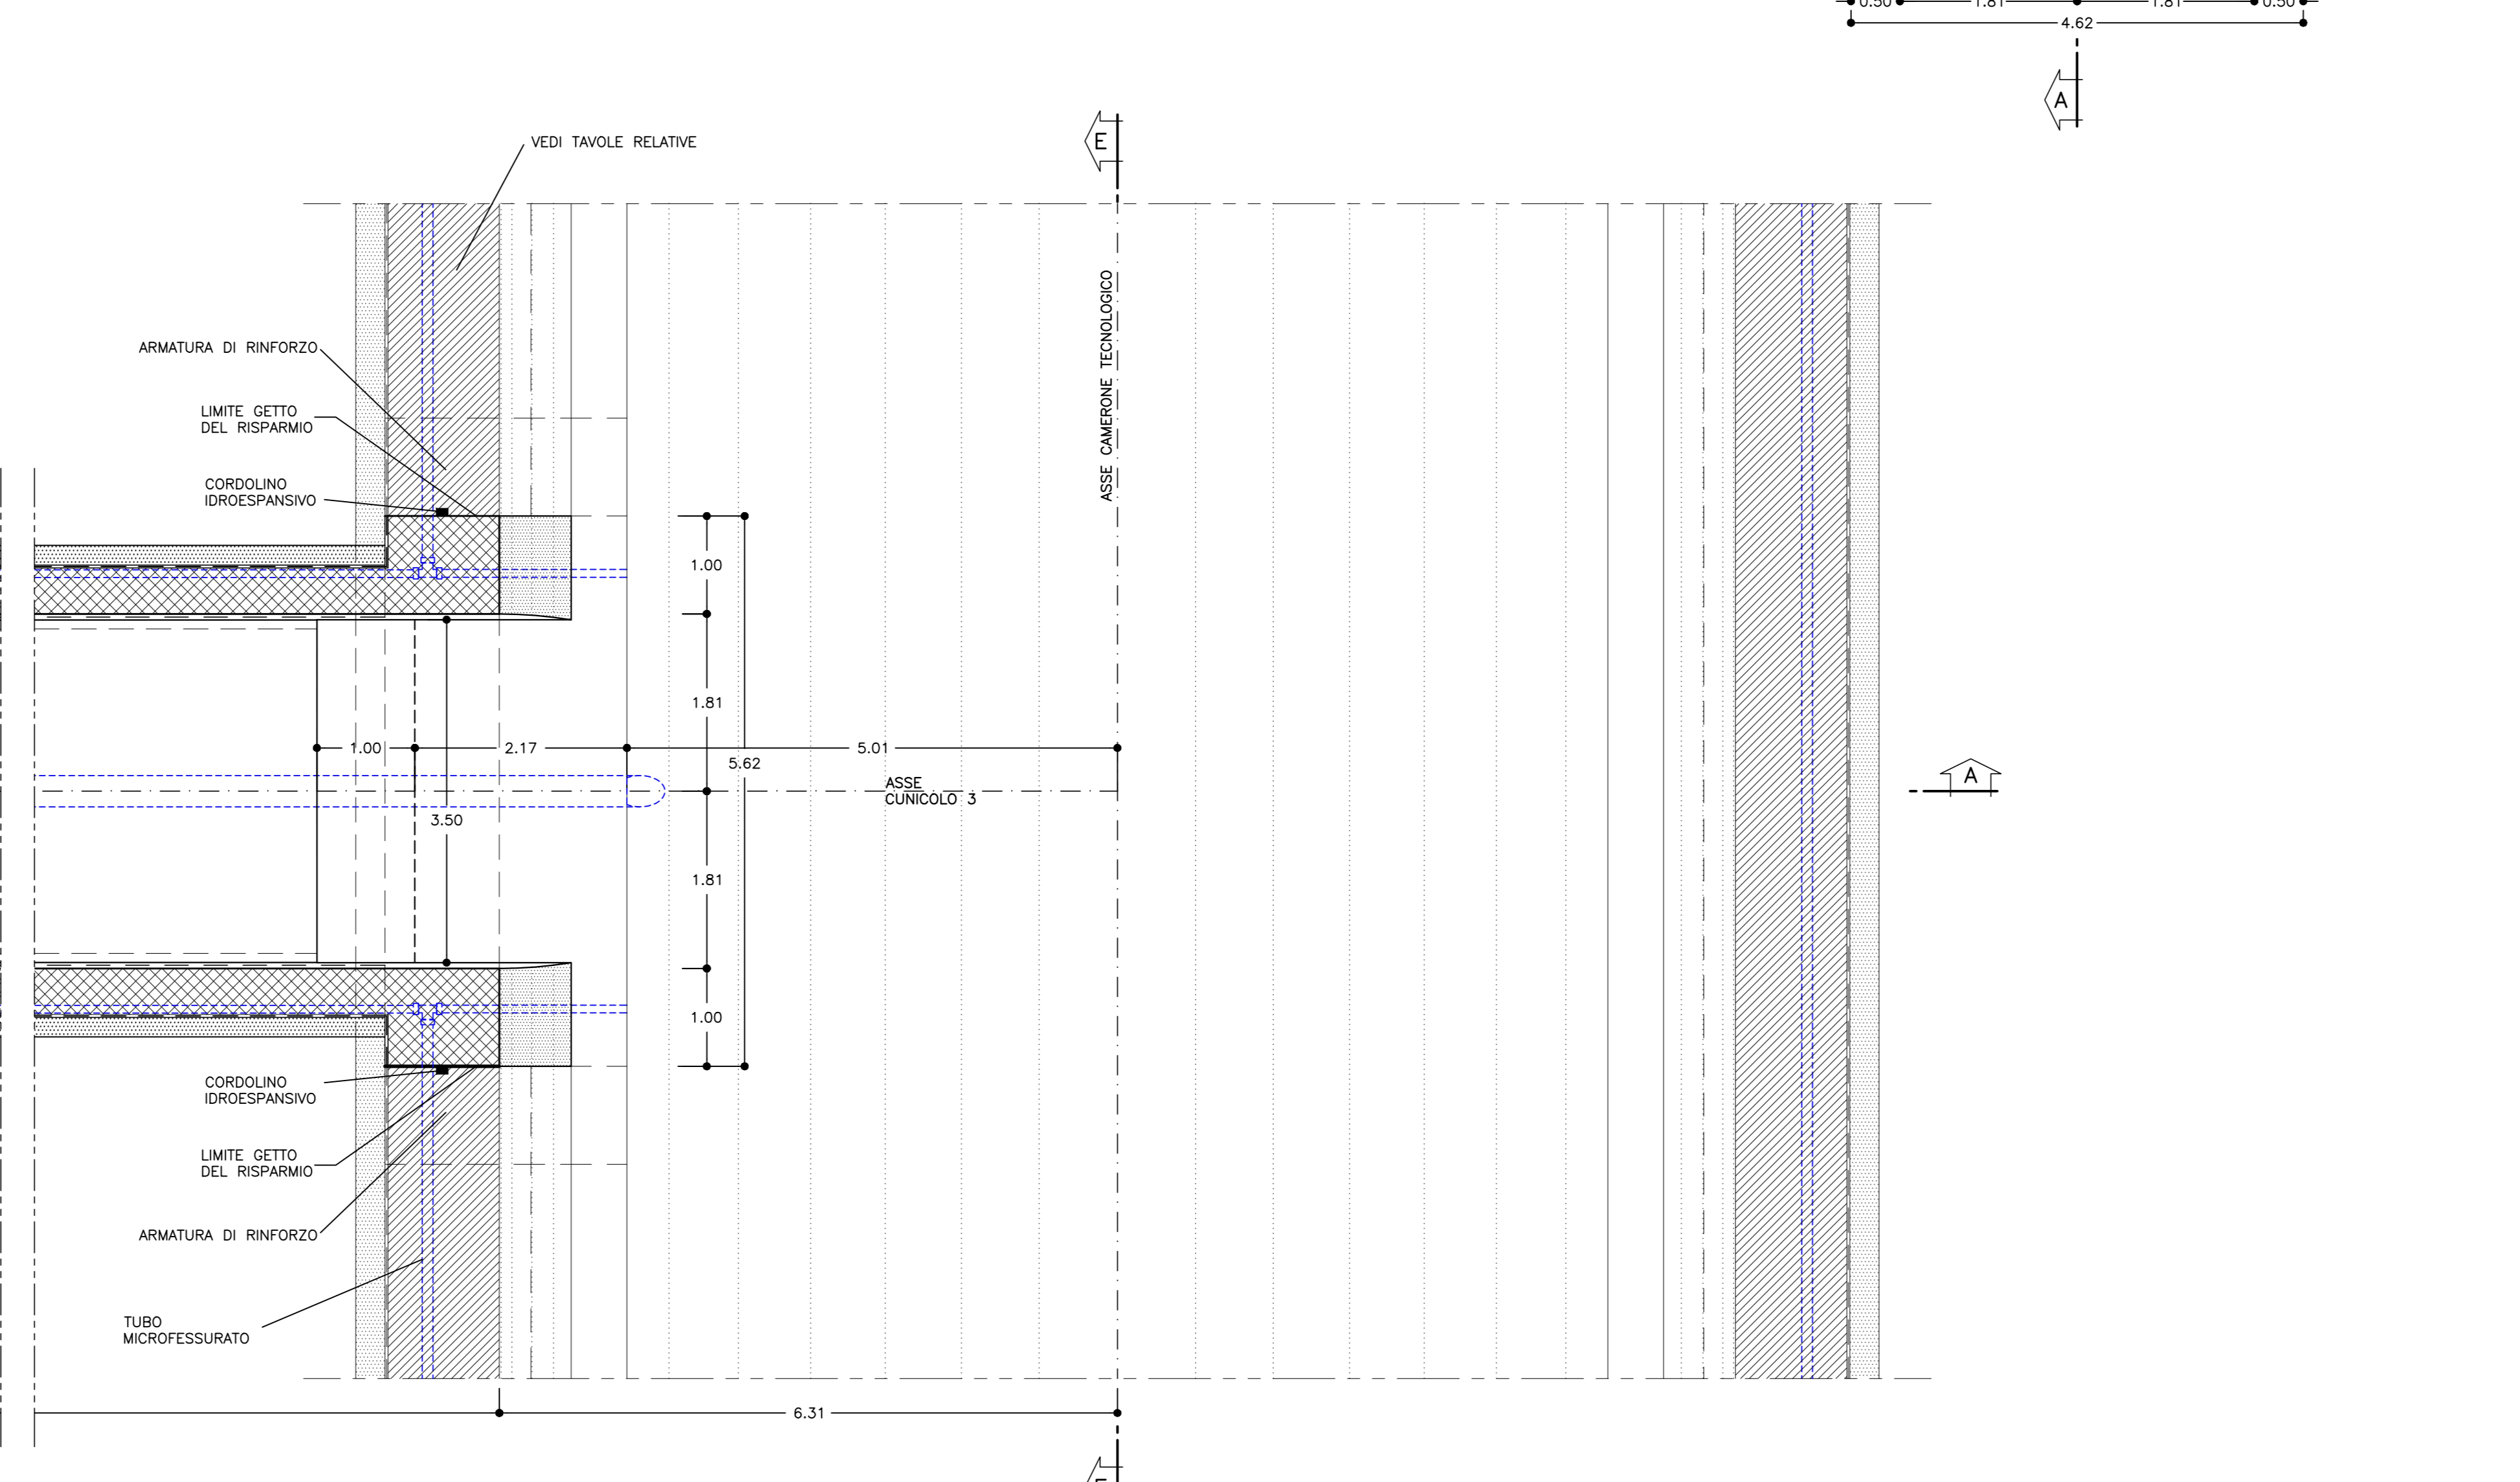 0.50
1.81
1.81
0.50
4.62
A
E
VEDI TAVOLE RELATIVE
ASSE CAMERONE TECNOLOGICO
ARMATURA DI RINFORZO
LIMITE GETTO
DEL RISPARMIO
CORDOLINO
IDROESPANSIVO
1.00
1.81
1.00
2.17
5.01
5.62
ASSE
CUNICOLO 3
A
3.50
1.81
1.00
CORDOLINO
IDROESPANSIVO
LIMITE GETTO
DEL RISPARMIO
ARMATURA DI RINFORZO
TUBO
MICROFESSURATO
6.31
E